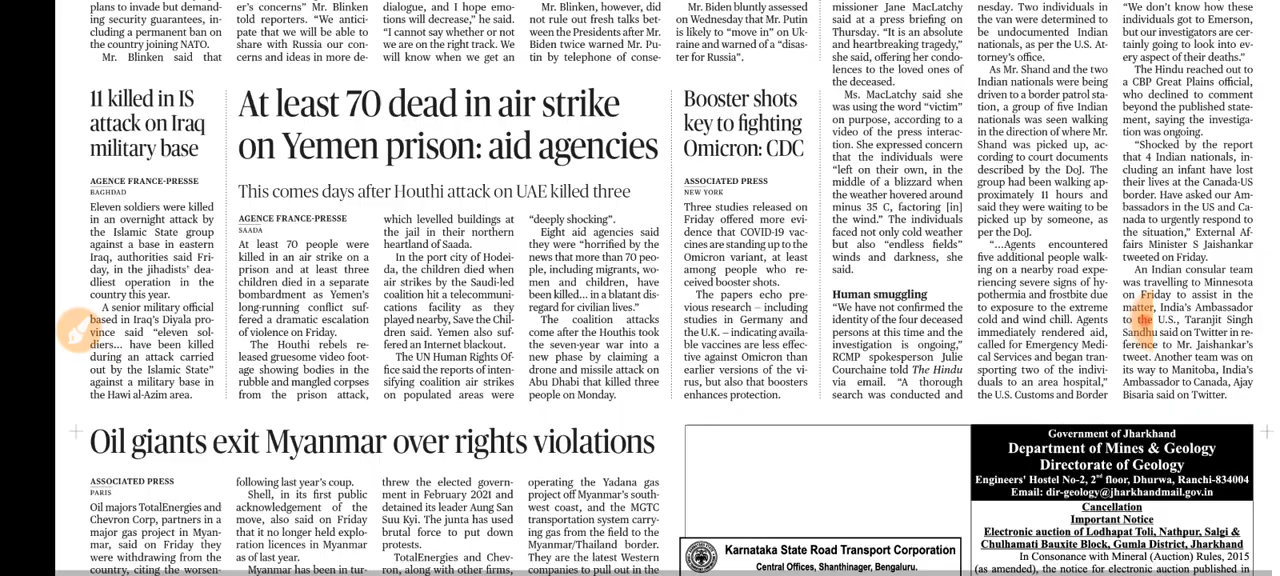 plans to invade but demand-
ing security guarantees, in-
cluding a permanent ban on
the country joining NATO.
Mr. Blinken said that
er's concerns" Mr. Blinken
told reporters. "We antici-
pate that we will be able to
share with Russia our con-
cerns and ideas in more de-
dialogue, and I hope emo-
tions will decrease," he said.
"I cannot say whether or not
we are on the right track. We
will know when we get an
Mr. Blinken, however, did
not rule out fresh talks bet-
ween the Presidents after Mr.
Biden twice warned Mr. Pu-
tin by telephone of conse-
Mr. Biden bluntly assessed
on Wednesday that Mr. Putin
is likely to "move in" on Uk-
raine and warned of a "disas-
ter for Russia".
11 killed in IS
attack on Iraq
military base
AGENCE FRANCE-PRESSE
BAGHDAD
Eleven soldiers were killed
in an overnight attack by
the Islamic State group
against a base in eastern
Iraq, authorities said Fri-
day, in the jihadists' dea-
dliest operation in the
country this year.
A senior military official
based in Iraq's Diyala pro-
vince said "eleven sol-
diers... have been killed
during an attack carried
out by the Islamic State"
against a military base in
the Hawi al-Azim area.
At least 70 dead in air strike
on Yemen prison: aid agencies
This comes days after Houthi attack on UAE killed three
AGENCE FRANCE-PRESSE
SAADA
At least 70 people were
killed in an air strike on a
prison and at least three
children died in a separate
bombardment as Yemen's
long-running conflict suf-
fered a dramatic escalation
of violence on Friday.
The Houthi rebels re-
leased gruesome video foot-
age showing bodies in the
rubble and mangled corpses
from the prison attack,
which levelled buildings at
the jail in their northern
heartland of Saada.
In the port city of Hodei-
da, the children died when
air strikes by the Saudi-led
coalition hit a telecommuni-
cations facility as they
played nearby, Save the Chil-
dren said. Yemen also suf-
fered an Internet blackout.
The UN Human Rights Of-
fice said the reports of inten-
sifying coalition air strikes
on populated areas were
"deeply shocking".
Eight aid agencies said
they were "horrified by the
news that more than 70 peo-
ple, including migrants, wo-
men and children, have
been killed... in a blatant dis-
regard for civilian lives."
The coalition attacks
come after the Houthis took
the seven-year war into a
new phase by claiming a
drone and missile attack on
Abu Dhabi that killed three
people on Monday.
Booster shots
key to fighting
Omicron: CDC
ASSOCIATED PRESS
NEW YORK
Three studies released on
Friday offered more evi-
dence that COVID-19 vac-
cines are standing up to the
Omicron variant, at least
among people who re-
ceived booster shots.
The papers echo pre-
vious research – including
studies in Germany and
the U.K. – indicating availa-
ble vaccines are less effec-
tive against Omicron than
earlier versions of the vi-
rus, but also that boosters
enhances protection.
missioner Jane MacLatchy
said at a press briefing on
Thursday. "It is an absolute
and heartbreaking tragedy,"
she said, offering her condo-
lences to the loved ones of
the deceased.
Ms. MacLatchy said she
was using the word "victim"
on purpose, according to a
video of the press interac-
tion. She expressed concern
that the individuals were
"left on their own, in the
middle of a blizzard when
the weather hovered around
minus 35 C, factoring [in]
the wind." The individuals
faced not only cold weather
but also "endless fields"
winds and darkness, she
said.
Human smuggling
"We have not confirmed the
identity of the four deceased
persons at this time and the
investigation is ongoing,"
RCMP spokesperson Julie
Courchaine told The Hindu
via email. "A thorough
search was conducted and
nesday. Two individuals in
the van were determined to
be undocumented Indian
nationals, as per the U.S. At-
torney's office.
As Mr. Shand and the two
Indian nationals were being
driven to a border patrol sta-
tion, a group of five Indian
nationals was seen walking
in the direction of where Mr.
Shand was picked up, ac-
cording to court documents
described by the DoJ. The
group had been walking ap-
proximately 11 hours and
said they were waiting to be
picked up by someone, as
per the DoJ.
"...Agents encountered
five additional people walk-
ing on a nearby road expe-
riencing severe signs of hy-
pothermia and frostbite due
to exposure to the extreme
cold and wind chill. Agents
immediately rendered aid,
called for Emergency Medi-
cal Services and began tran-
sporting two of the indivi-
duals to an area hospital,"
the U.S. Customs and Border
"We don't know how these
individuals got to Emerson,
but our investigators are cer-
tainly going to look into ev-
ery aspect of their deaths."
The Hindu reached out to
a CBP Great Plains official,
who declined to comment
beyond the published state-
ment, saying the investiga-
tion was ongoing.
"Shocked by the report
that 4 Indian nationals, in-
cluding an infant have lost
their lives at the Canada-US
border. Have asked our Am-
bassadors in the US and Ca-
nada to urgently respond to
the situation," External Af-
fairs Minister S Jaishankar
tweeted on Friday.
An Indian consular team
was travelling to Minnesota
on Friday to assist in the
matter, India's Ambassador
to the U.S., Taranjit Singh
Sandhu said on Twitter in re-
ference to Mr. Jaishankar's
tweet. Another team was on
its way to Manitoba, India's
Ambassador to Canada, Ajay
Bisaria said on Twitter.
Oil giants exit Myanmar over rights violations
ASSOCIATED PRESS
PARIS
Oil majors TotalEnergies and
Chevron Corp, partners in a
major gas project in Myan-
mar, said on Friday they
were withdrawing from the
country, citing the worsen-
following last year's coup.
Shell, in its first public
acknowledgement of the
move, also said on Friday
that it no longer held explo-
ration licences in Myanmar
as of last year.
Myanmar has been in tur-
threw the elected govern-
ment in February 2021 and
detained its leader Aung San
Suu Kyi. The junta has used
brutal force to put down
protests.
TotalEnergies and Chev-
ron, along with other firms,
operating the Yadana gas
project off Myanmar's south-
west coast, and the MGTC
transportation system carry-
ing gas from the field to the
Myanmar/Thailand border.
They are the latest Western
companies to pull out in the
Karnataka State Road Transport Corporation
Central Offices, Shanthinager, Bengaluru.
Government of Jharkhand
Department of Mines & Geology
Directorate of Geology
Engineers' Hostel No-2, 2nd floor, Dhurwa, Ranchi-834004
Email: dir-geology@jharkhandmail.gov.in
Cancellation
Important Notice
Electronic auction of Lodhapat Toli, Nathpur, Salgi &
Chulhamati Bauxite Block, Gumla District, Jharkhand
In Consonance with Mineral (Auction) Rules, 2015
(as amended), the notice for electronic auction published in